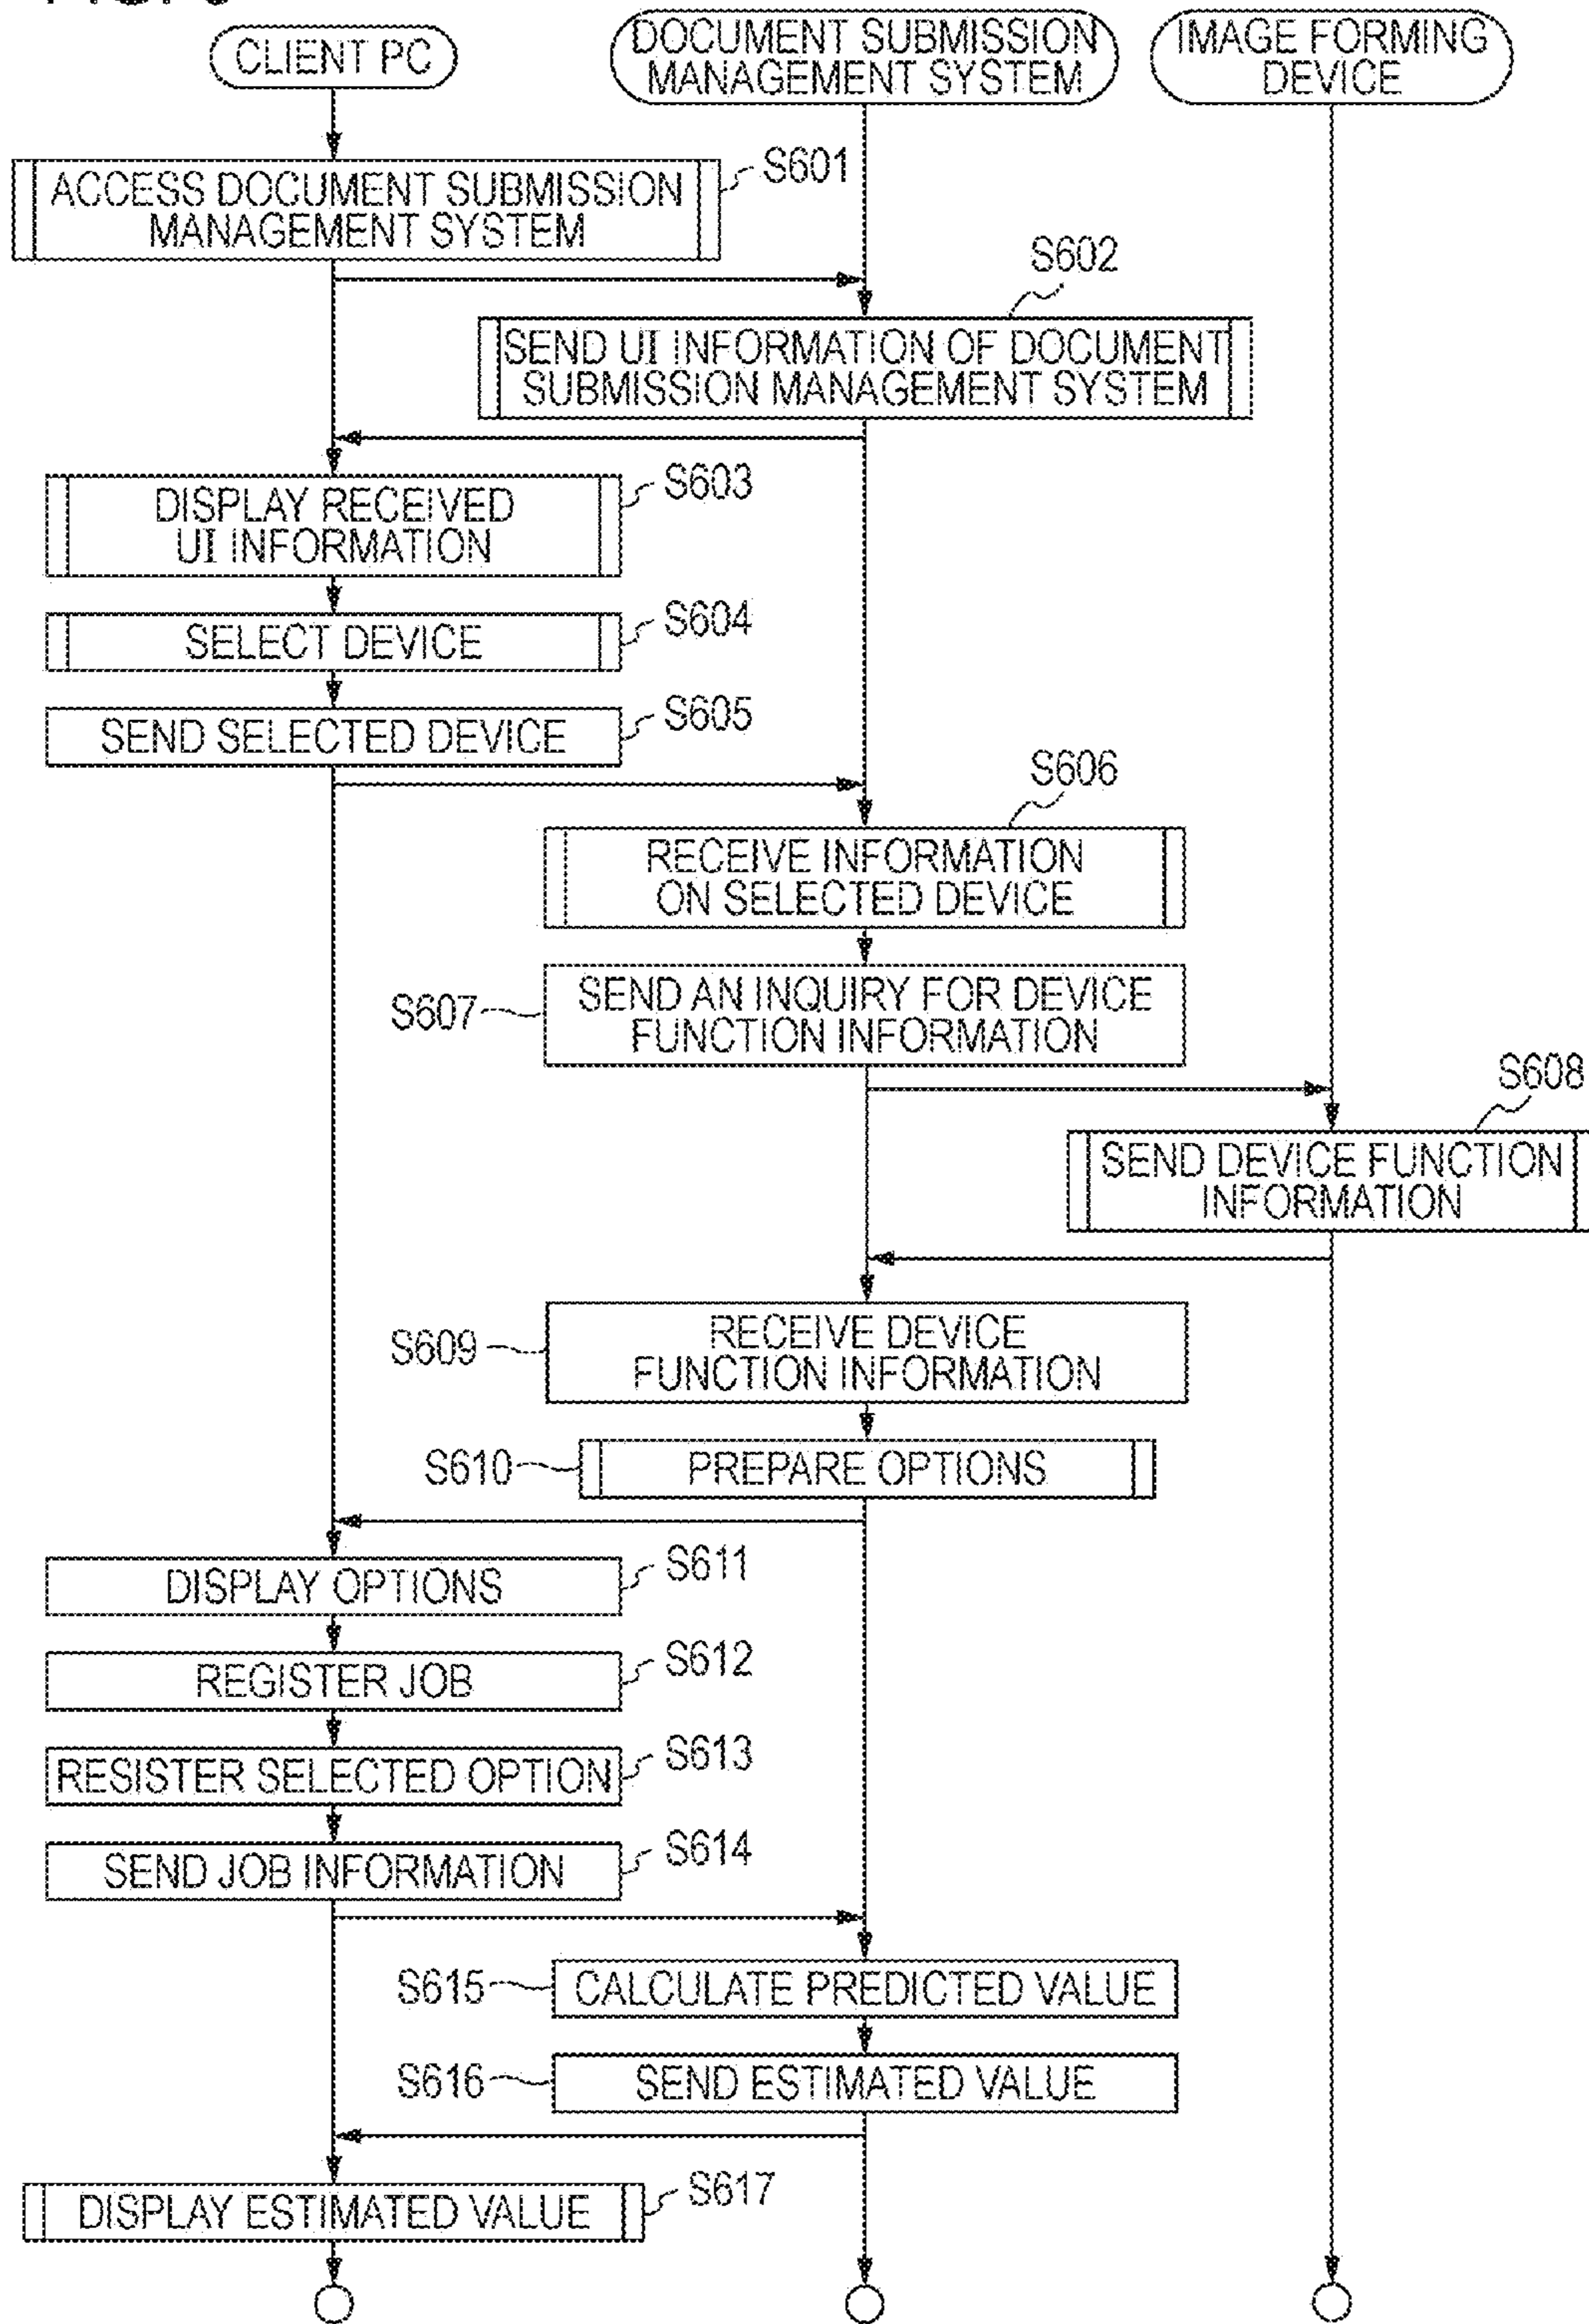 CLIENT PC
DOCUMENT SUBMISSION
MANAGEMENT SYSTEM
IMAGE FORMING
DEVICE
ACCESS DOCUMENT SUBMISSION
MANAGEMENT SYSTEM
S601
S602
SEND UI INFORMATION OF DOCUMENT
SUBMISSION MANAGEMENT SYSTEM
DISPLAY RECEIVED
UI INFORMATION
S603
SELECT DEVICE
S604
SEND SELECTED DEVICE
S605
S606
RECEIVE INFORMATION
ON SELECTED DEVICE
S607
SEND AN INQUIRY FOR DEVICE
FUNCTION INFORMATION
S608
SEND DEVICE FUNCTION
INFORMATION
S609
RECEIVE DEVICE
FUNCTION INFORMATION
S610
PREPARE OPTIONS
DISPLAY OPTIONS
S611
REGISTER JOB
S612
RESISTER SELECTED OPTION
S613
SEND JOB INFORMATION
S614
S615
CALCULATE PREDICTED VALUE
S616
SEND ESTIMATED VALUE
DISPLAY ESTIMATED VALUE
S617